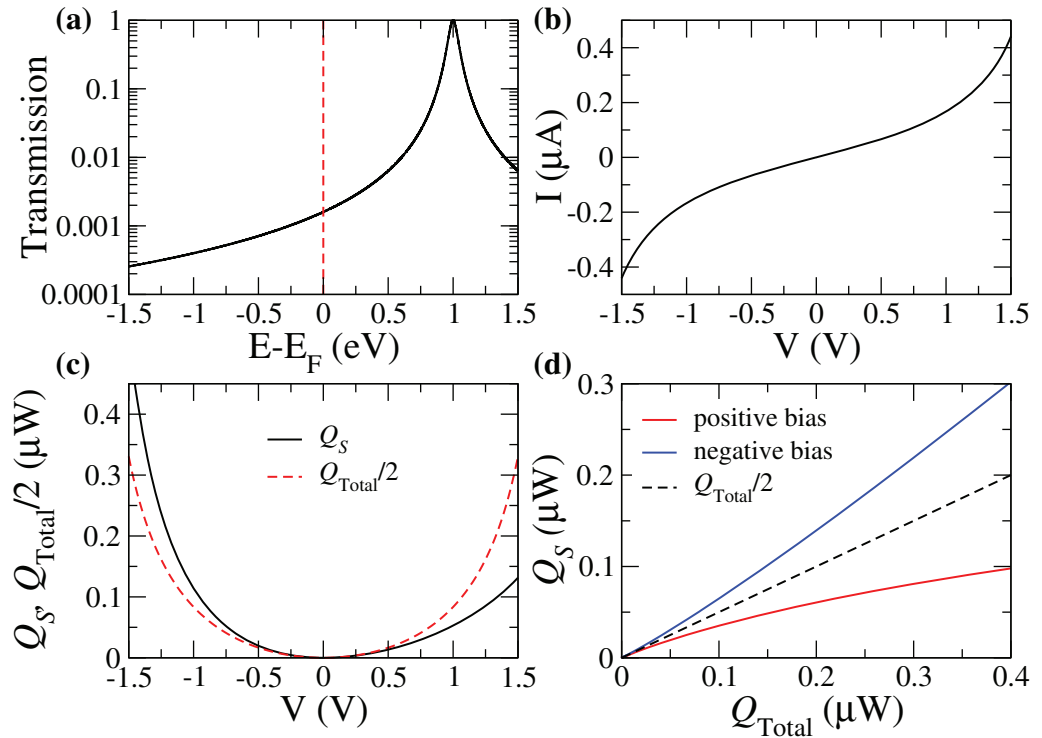 (a)
Transmission
1
0.1
0.01
0.001
0.0001
-1.5 -1 -0.5 0 0.5 1 1.5
E-E_F (eV)
(b)
I (μA)
0.4
0.2
0
-0.2
-0.4
-1.5 -1 -0.5 0 0.5 1 1.5
V (V)
(c)
Q_S, Q_Total/2 (μW)
0.4
0.3
0.2
0.1
0
Q_S
Q_Total/2
-1.5 -1 -0.5 0 0.5 1 1.5
V (V)
(d)
Q_S (μW)
0.3
0.2
0.1
0
positive bias
negative bias
Q_Total/2
0 0.1 0.2 0.3 0.4
Q_Total (μW)